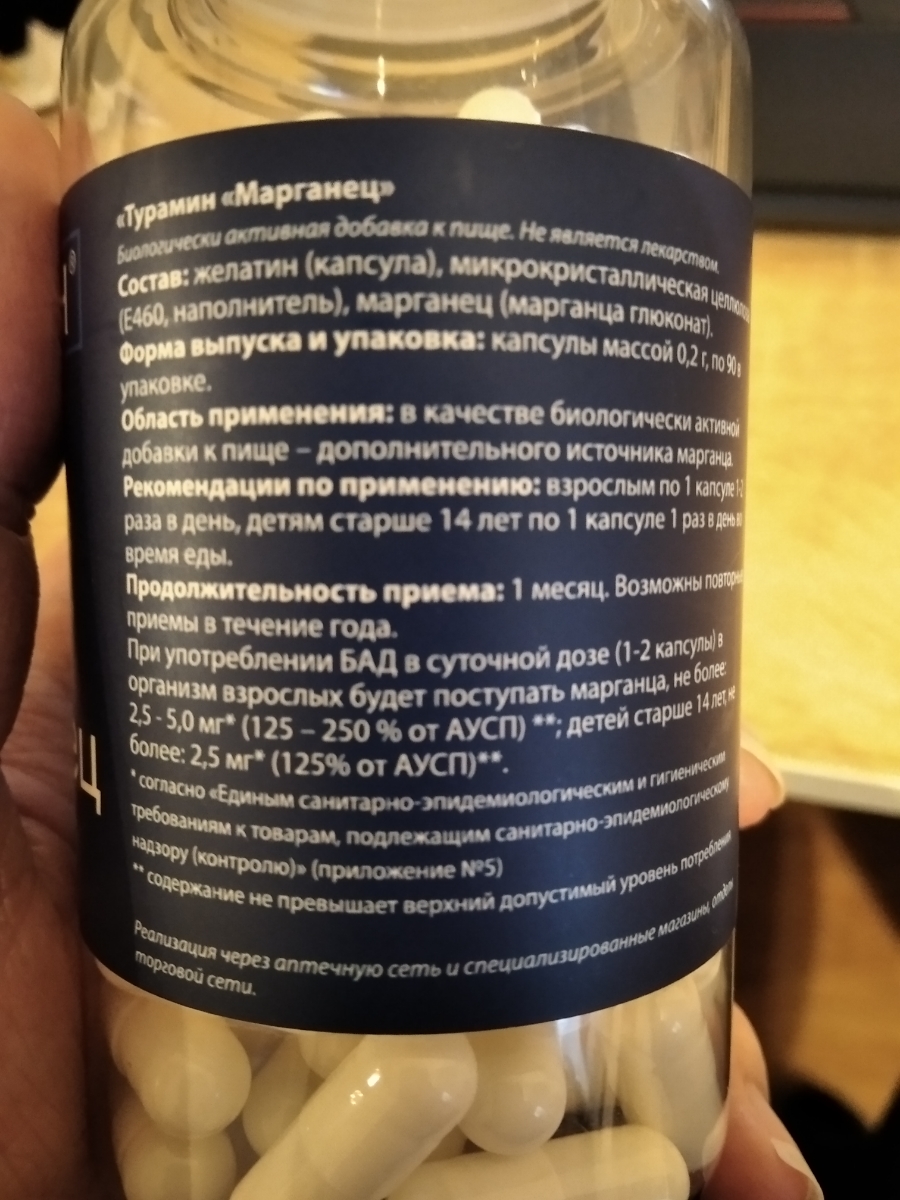 «Турамин «Марганец»
Биологически активная добавка к пище. Не является лекарством.
Состав: желатин (капсула), микрокристаллическая
(Е460, наполнитель), марганец (марганца глюконат).
Форма выпуска и упаковка: капсулы массой 0,2 г, по 90 в
упаковке.
Область применения: в качестве биологически активной
добавки к пище – дополнительного источника марганца.
Рекомендации по применению: взрослым по 1 капсуле 1-2
раза в день, детям старше 14 лет по 1 капсуле 1 раз в день во
время еды.
Продолжительность приема: 1 месяц. Возможны
приемы в течение года.
При употреблении БАД в суточной дозе (1-2 капсулы) в
организм взрослых будет поступать марганца, не более:
2,5 - 5,0 мг* (125 – 250 % от АУСП) **; детей старше 14 лет, не
более: 2,5 мг* (125% от АУСП)**.
* согласно «Единым санитарно-эпидемиологическим и гигиеническим
требованиям к товарам, подлежащим санитарно-эпидемиологическому
надзору (контролю)» (приложение №5)
** содержание не превышает верхний допустимый уровень потребления
Реализация через аптечную сеть и специализированные магазины, отделы
торговой сети.